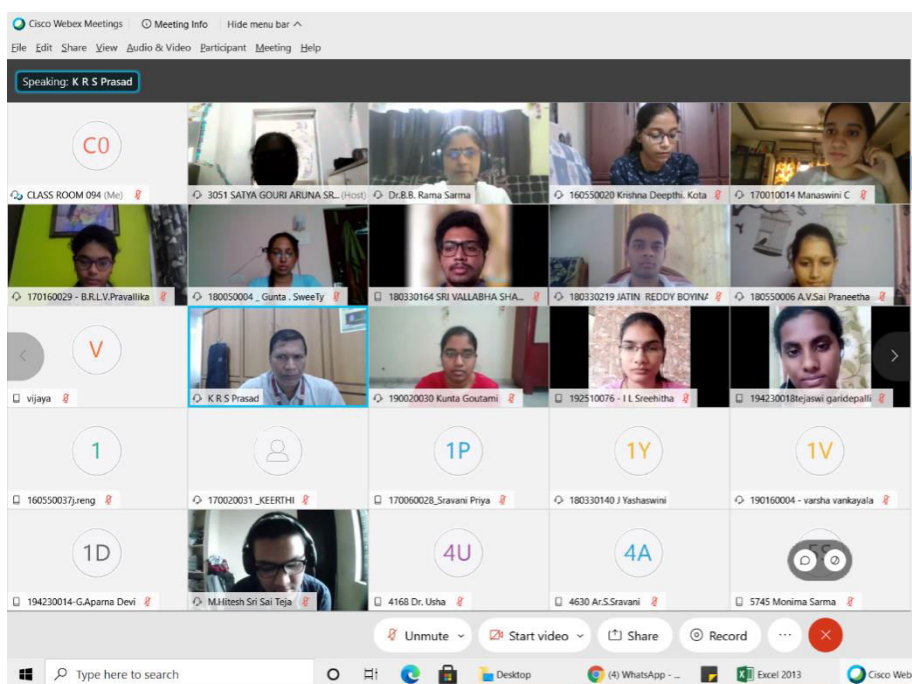 Cisco Webex Meetings Meeting Info Hide menu bar
File Edit Share View Audio & Video Participant Meeting Help
Speaking: K R S Prasad
C0
CLASS ROOM 094 (Me) 3051 SATYA GOURI ARUNA SR... (Host) Dr.B.B. Rama Sarma 160550020 Krishna Deepthi. Kota 170010014 Manaswini C
170160029 - B.R.L.V.Pravallika 180050004 _ Gunta . SweeTy 180330164 SRI VALLABHA SHA... 180330219 JATIN REDDY BOYINA 180550006 A.V.Sai Praneetha
V
vijaya K R S Prasad 190020030 Kunta Goutami 192510076 - I L Sreehitha 194230018tejaswi garidepalli
1 1P 1Y 1V
160550037j.reng 170020031 _KEERTHI 170060028_Sravani Priya 180330140 J Yashaswini 190160004 - varsha vankayala
1D 4U 4A
194230014-G.Aparna Devi M.Hitesh Sri Sai Teja 4168 Dr. Usha 4630 Ar.S.Sravani 5745 Monima Sarma
Unmute Start video Share Record
Type here to search Desktop (4) WhatsApp - ... Excel 2013 Cisco Web